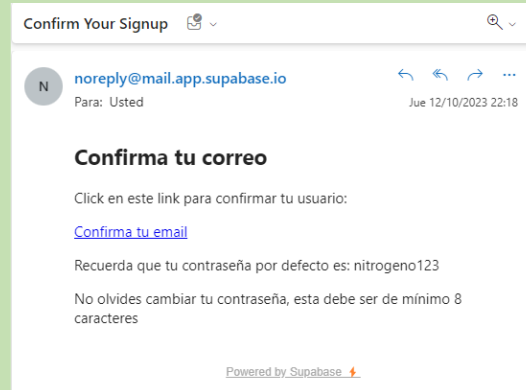 Confirm Your Signup
N
noreply@mail.app.supabase.io
Para: Usted
Jue 12/10/2023 22:18
Confirma tu correo
Click en este link para confirmar tu usuario:
Confirma tu email
Recuerda que tu contraseña por defecto es: nitrogeno123
No olvides cambiar tu contraseña, esta debe ser de mínimo 8
caracteres
Powered by Supabase